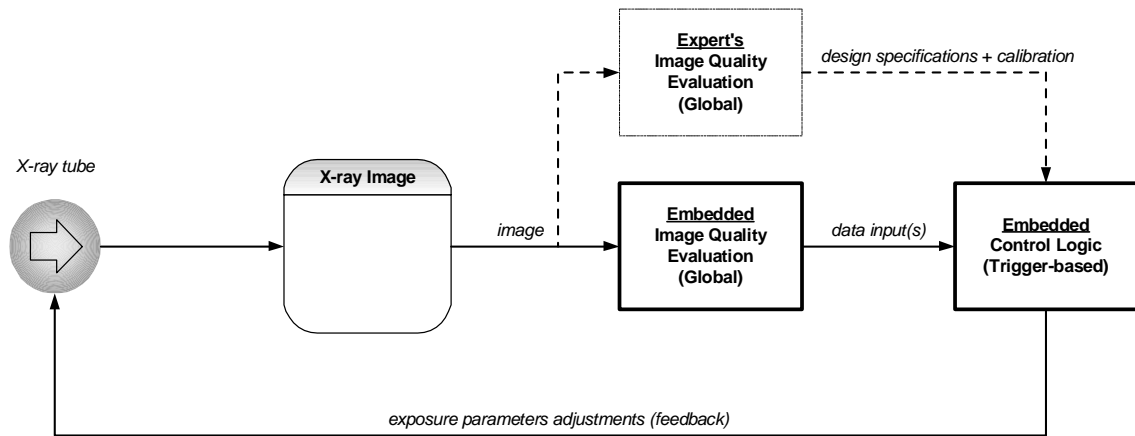 Expert's
Image Quality
Evaluation
(Global)
design specifications + calibration
X-ray tube
X-ray Image
image
Embedded
Image Quality
Evaluation
(Global)
data input(s)
Embedded
Control Logic
(Trigger-based)
exposure parameters adjustments (feedback)